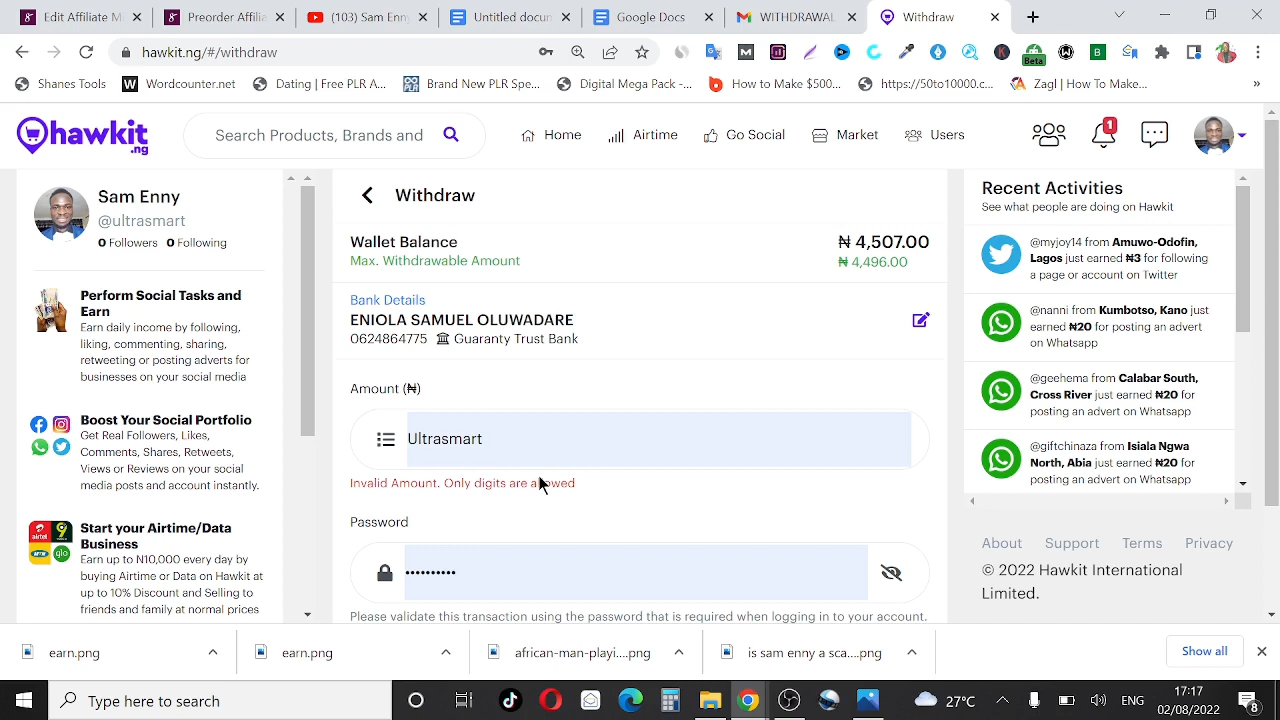 Edit Affiliate M
Preorder Affilia
(103) Sam Enny
Untitled docun
Google Docs
WITHDRAWAL
Withdraw
hawkit.ng/#/withdraw
Beta
Shanes Tools
Wordcounter.net
Dating | Free PLR A...
Brand New PLR Spe...
Digital Mega Pack -...
How to Make $500...
https://50to10000.c...
Zagl | How To Make...
»
hawkit
.ng
Search Products, Brands and
Home
Airtime
Go Social
Market
Users
1
Sam Enny
@ultrasmart
0 Followers 0 Following
Perform Social Tasks and
Earn
Earn daily income by following,
liking, commenting, sharing,
retweeting or posting adverts for
businesses on your social media
Boost Your Social Portfolio
Get Real Followers, Likes,
Comments, Shares, Retweets,
Views or Reviews on your social
media posts and account instantly.
airtel
MTN
glo
Start your Airtime/Data
Business
Earn up to N10,000 every day by
buying Airtime or Data on Hawkit at
up to 10% Discount and Selling to
friends and family at normal prices
Withdraw
Wallet Balance
₦ 4,507.00
Max. Withdrawable Amount
₦ 4,496.00
Bank Details
ENIOLA SAMUEL OLUWADARE
0624864775 Guaranty Trust Bank
Amount (₦)
Ultrasmart
Invalid Amount. Only digits are allowed
Password
••••••••••
Please validate this transaction using the password that is required when logging in to your account.
Recent Activities
See what people are doing on Hawkit
@myjoy14 from Amuwo-Odofin,
Lagos just earned ₦3 for following
a page or account on Twitter
@nanni from Kumbotso, Kano just
earned ₦20 for posting an advert
on Whatsapp
@geehema from Calabar South,
Cross River just earned ₦20 for
posting an advert on Whatsapp
@giftchinaza from Isiala Ngwa
North, Abia just earned ₦20 for
posting an advert on Whatsapp
About Support Terms Privacy
© 2022 Hawkit International
Limited.
earn.png
earn.png
african-man-playi....png
is sam enny a sca....png
Show all
Type here to search
27°C
ENG
17:17
02/08/2022
8